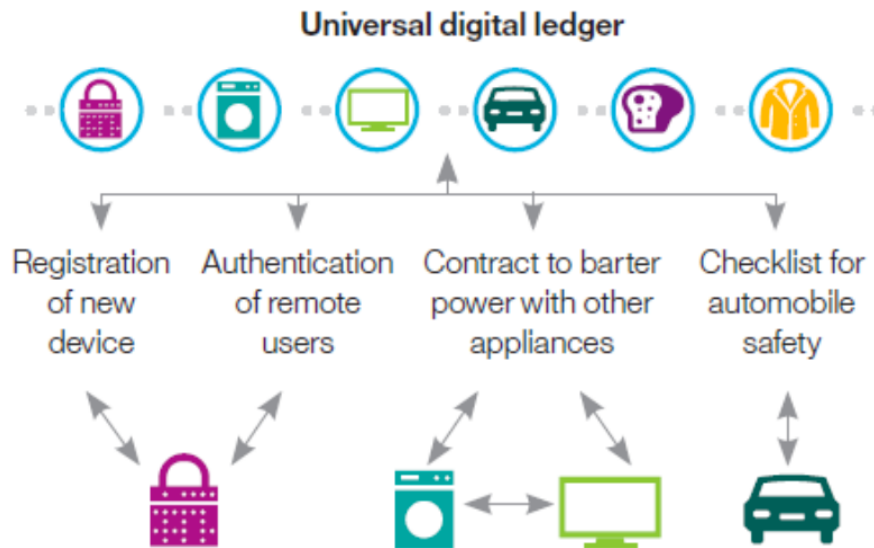 Universal digital ledger
Registration
of new
device
Authentication
of remote
users
Contract to barter
power with other
appliances
Checklist for
automobile
safety